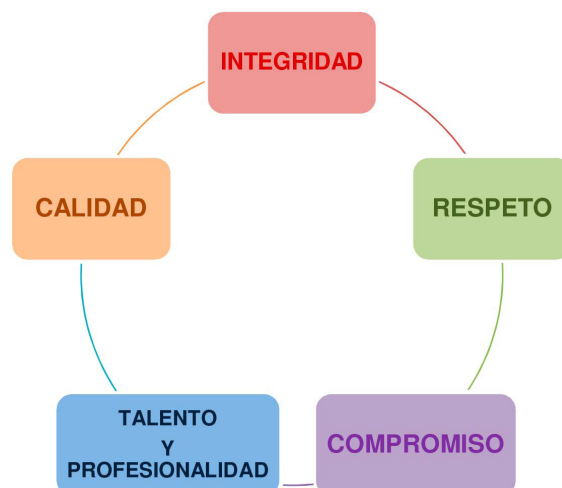 INTEGRIDAD
CALIDAD
RESPETO
TALENTO
Y
PROFESIONALIDAD
COMPROMISO